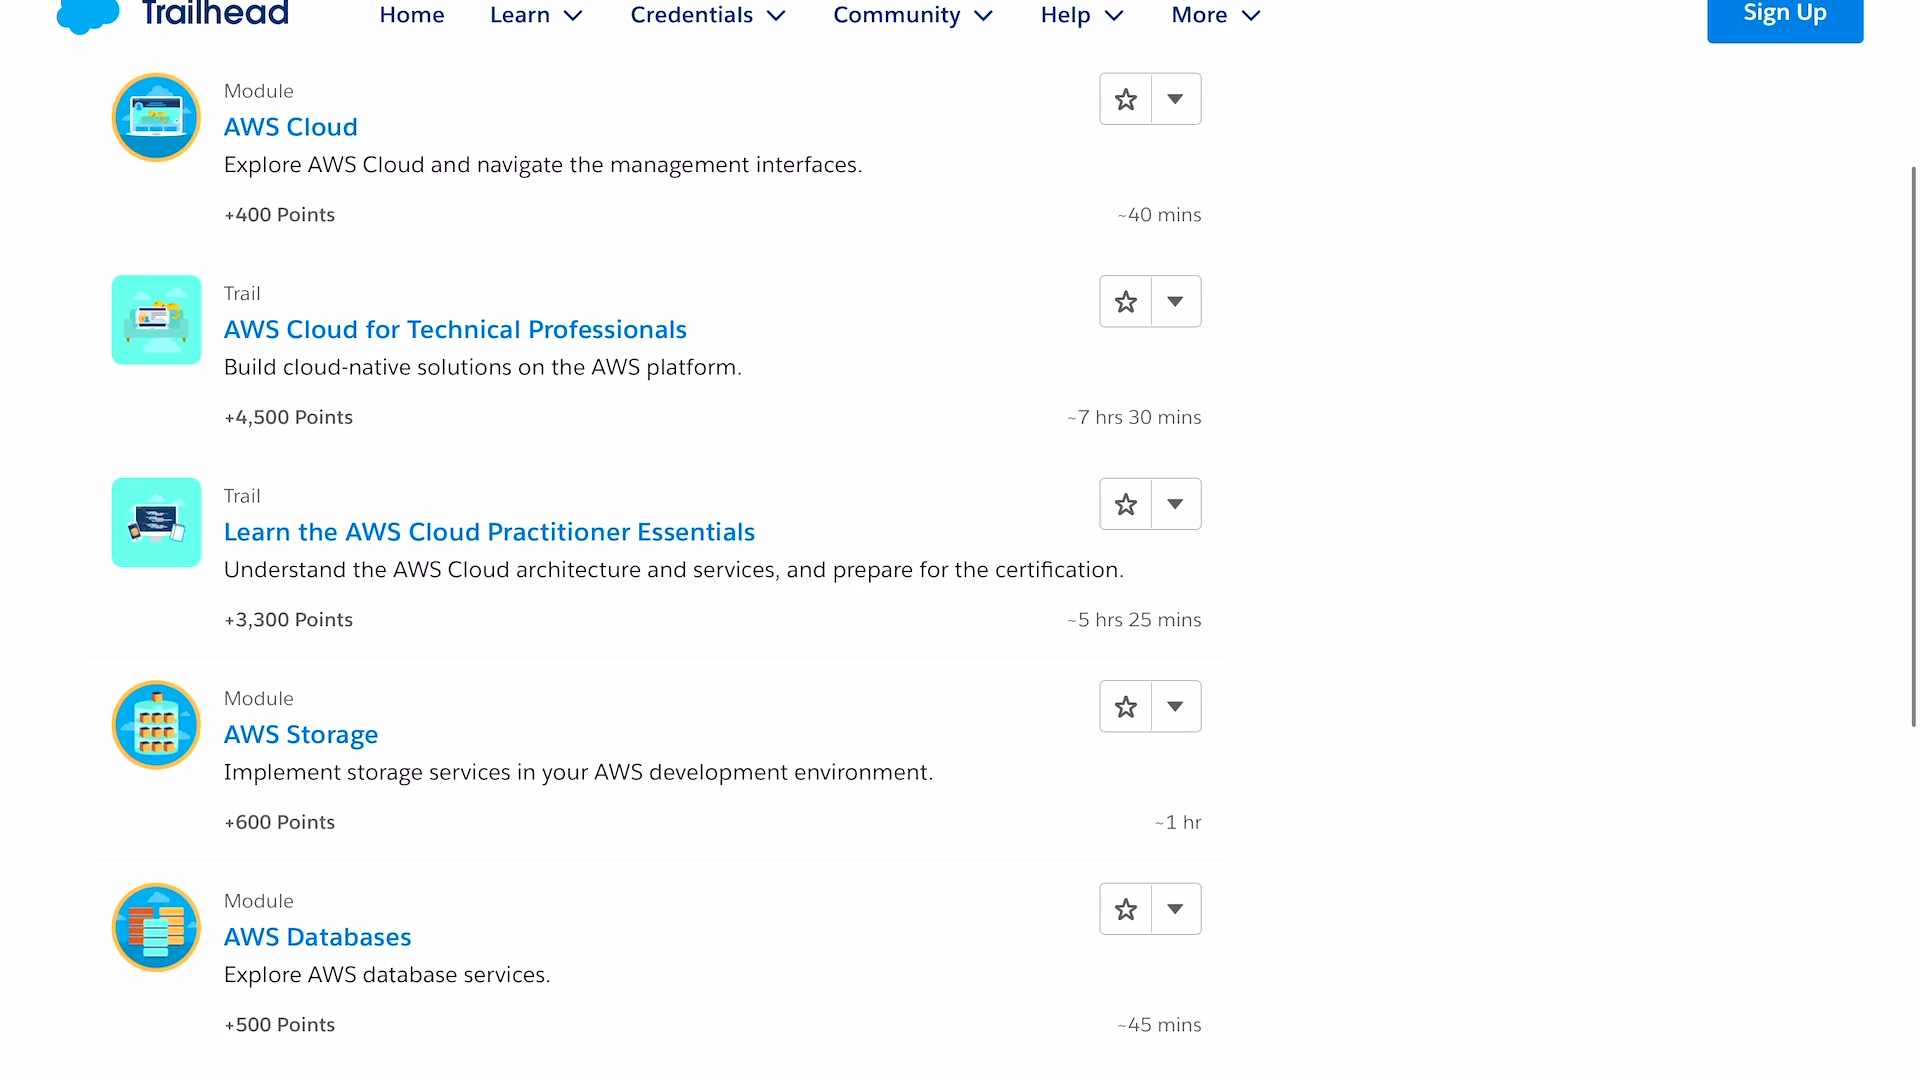 Trailhead Home Learn Credentials Community Help More Sign Up
Module
AWS Cloud
Explore AWS Cloud and navigate the management interfaces.
+400 Points ~40 mins
Trail
AWS Cloud for Technical Professionals
Build cloud-native solutions on the AWS platform.
+4,500 Points ~7 hrs 30 mins
Trail
Learn the AWS Cloud Practitioner Essentials
Understand the AWS Cloud architecture and services, and prepare for the certification.
+3,300 Points ~5 hrs 25 mins
Module
AWS Storage
Implement storage services in your AWS development environment.
+600 Points ~1 hr
Module
AWS Databases
Explore AWS database services.
+500 Points ~45 mins